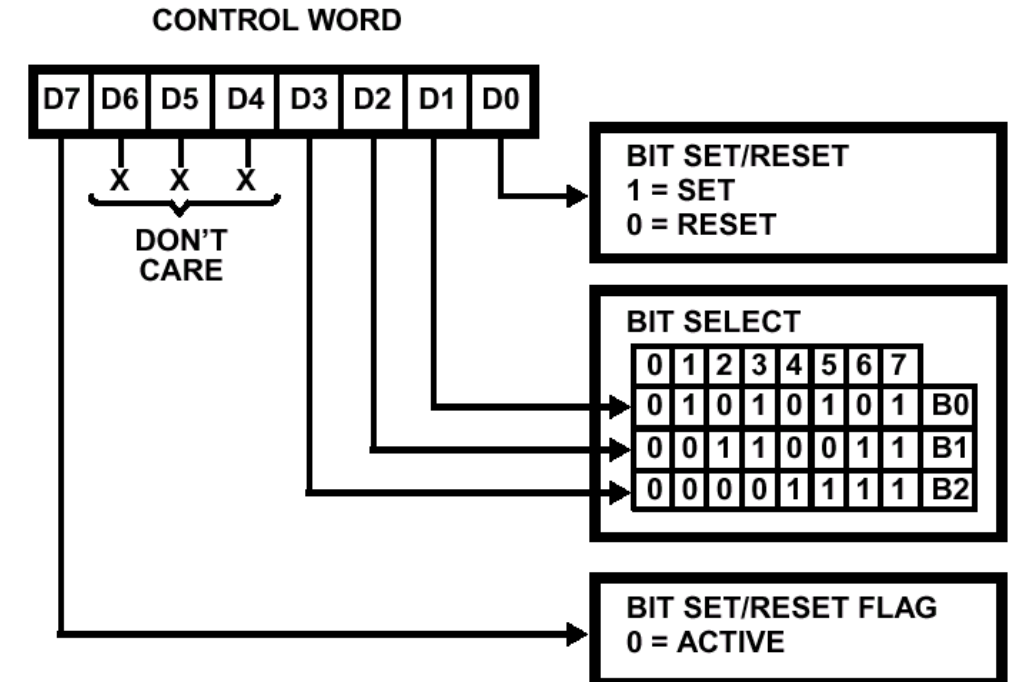 CONTROL WORD
D7 D6 D5 D4 D3 D2 D1 D0
X X X
DON'T
CARE
BIT SET/RESET
1 = SET
0 = RESET
BIT SELECT
0 1 2 3 4 5 6 7
0 1 0 1 0 1 0 1 B0
0 0 1 1 0 0 1 1 B1
0 0 0 0 1 1 1 1 B2
BIT SET/RESET FLAG
0 = ACTIVE